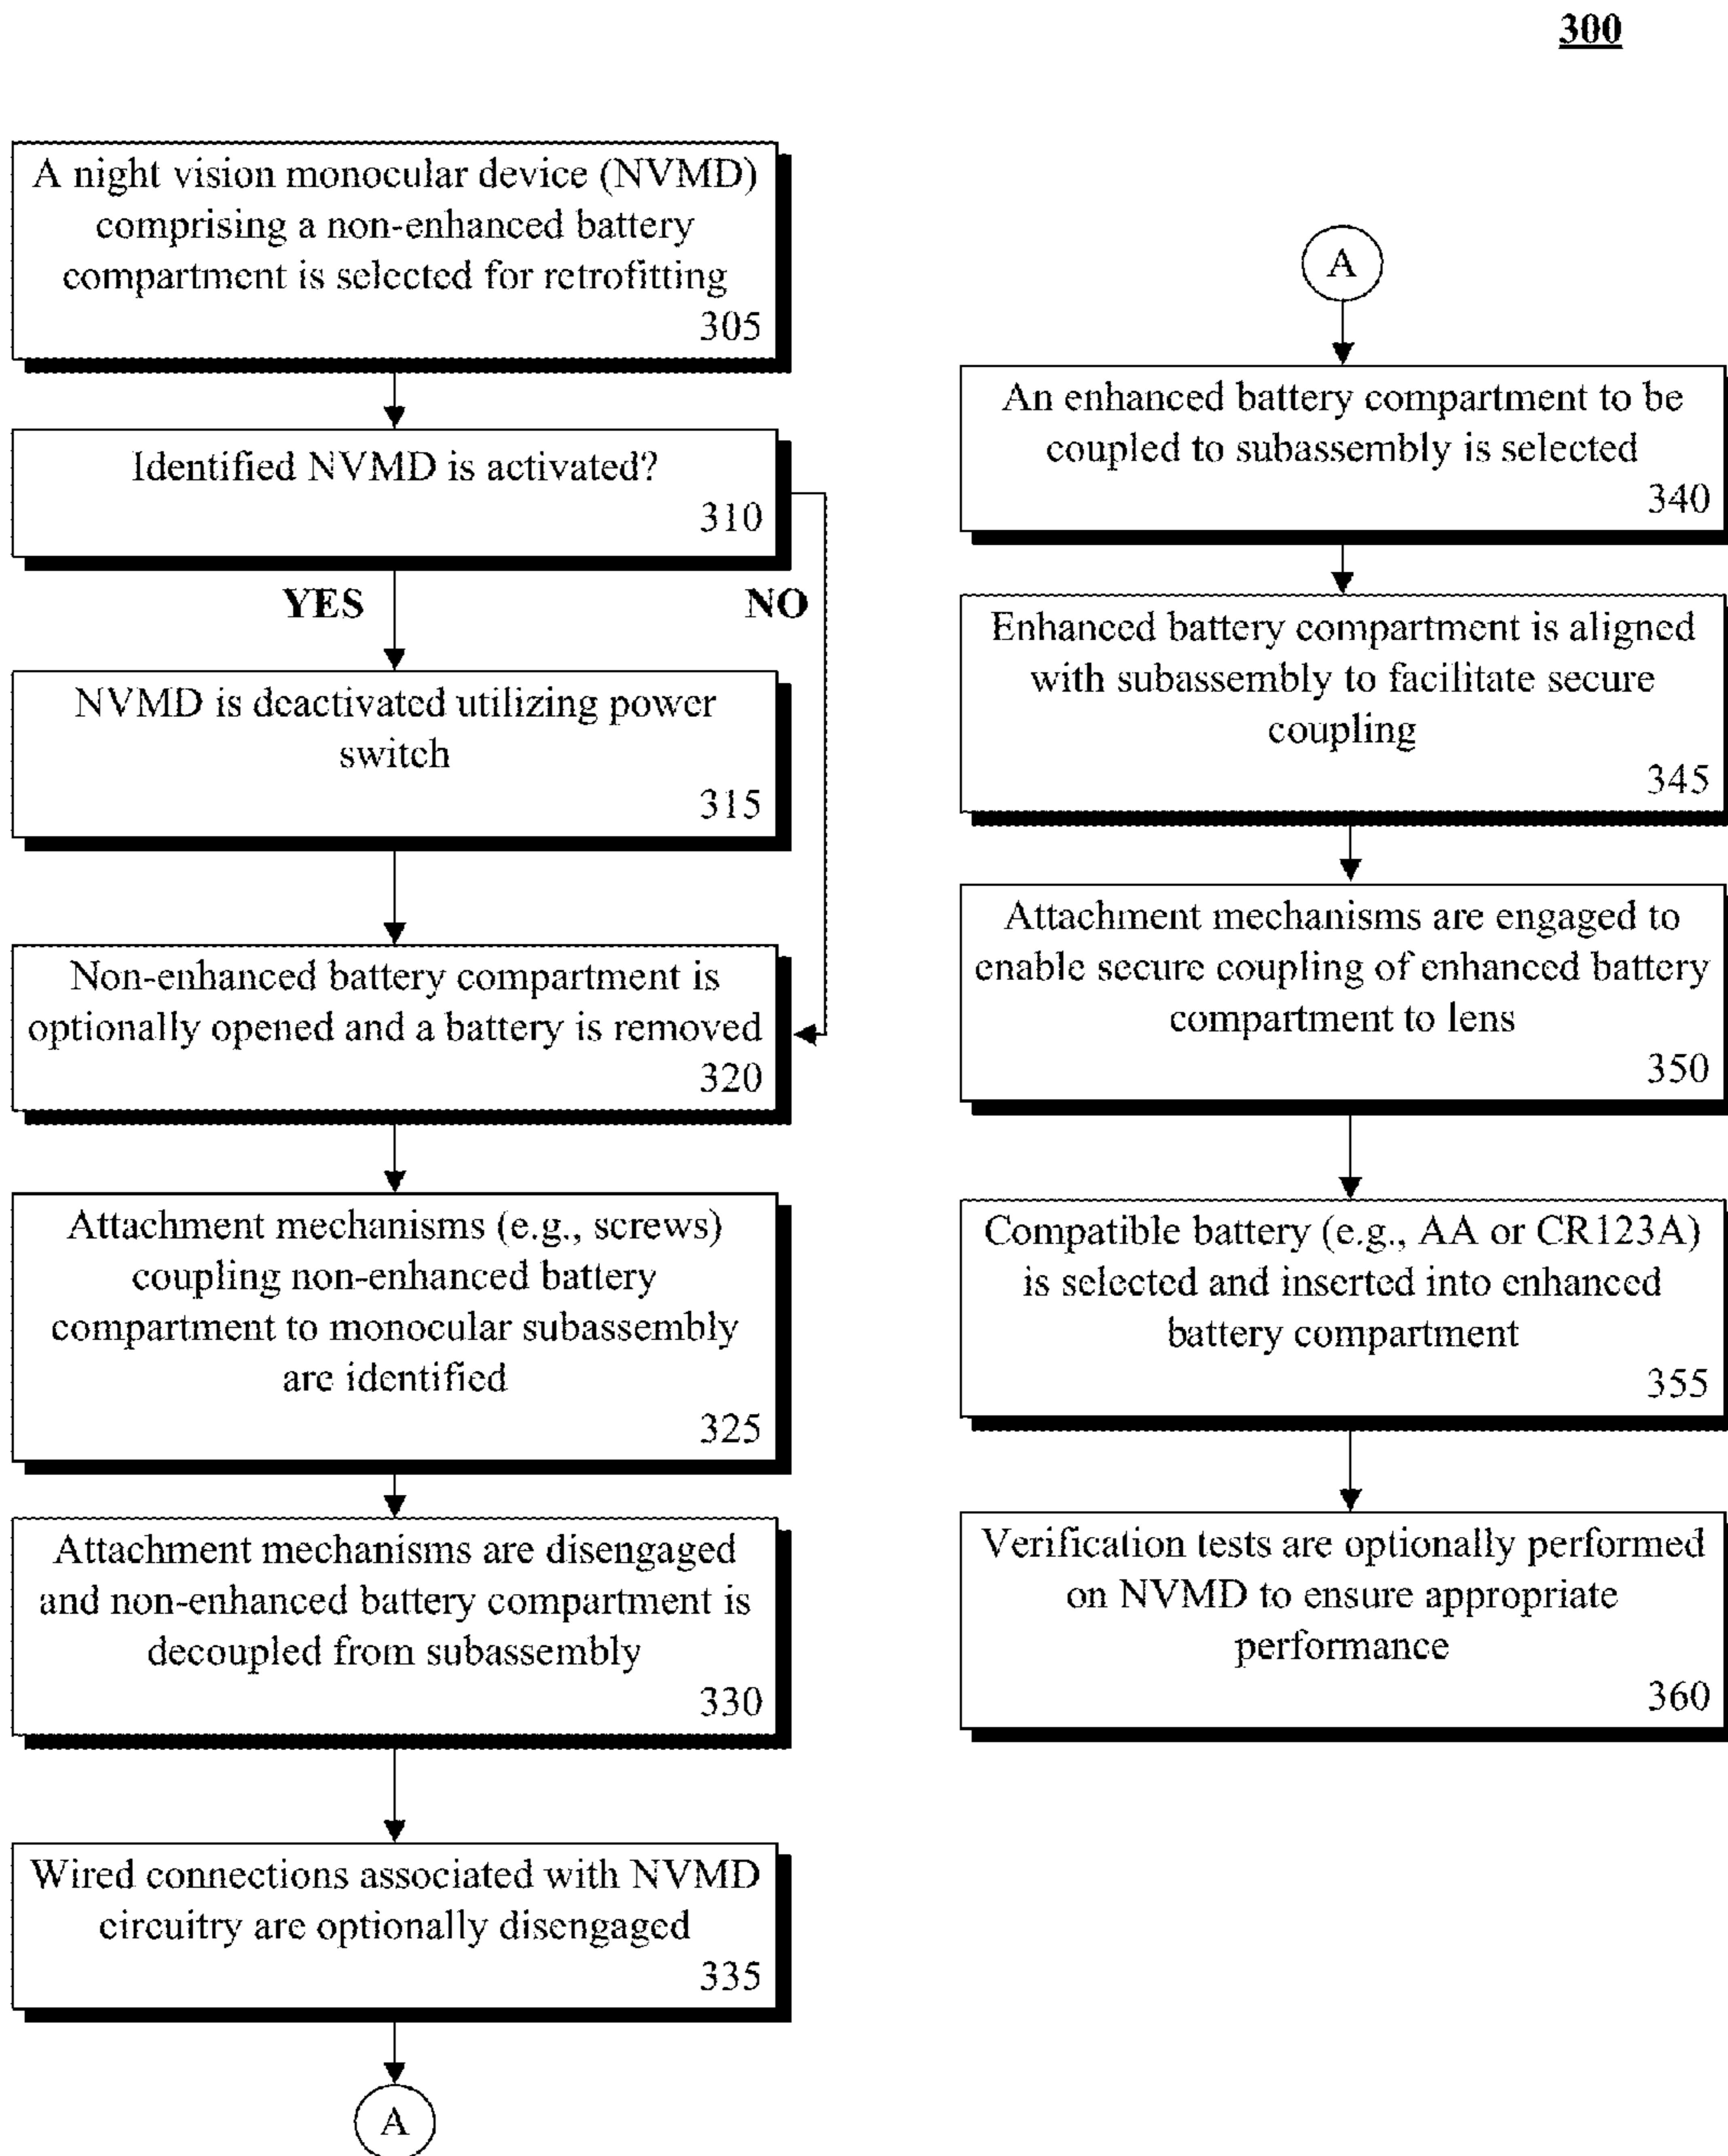 300
A night vision monocular device (NVMD)
comprising a non-enhanced battery
compartment is selected for retrofitting
305
Identified NVMD is activated?
310
YES
NO
NVMD is deactivated utilizing power
switch
315
Non-enhanced battery compartment is
optionally opened and a battery is removed
320
Attachment mechanisms (e.g., screws)
coupling non-enhanced battery
compartment to monocular subassembly
are identified
325
Attachment mechanisms are disengaged
and non-enhanced battery compartment is
decoupled from subassembly
330
Wired connections associated with NVMD
circuitry are optionally disengaged
335
A
A
An enhanced battery compartment to be
coupled to subassembly is selected
340
Enhanced battery compartment is aligned
with subassembly to facilitate secure
coupling
345
Attachment mechanisms are engaged to
enable secure coupling of enhanced battery
compartment to lens
350
Compatible battery (e.g., AA or CR123A)
is selected and inserted into enhanced
battery compartment
355
Verification tests are optionally performed
on NVMD to ensure appropriate
performance
360